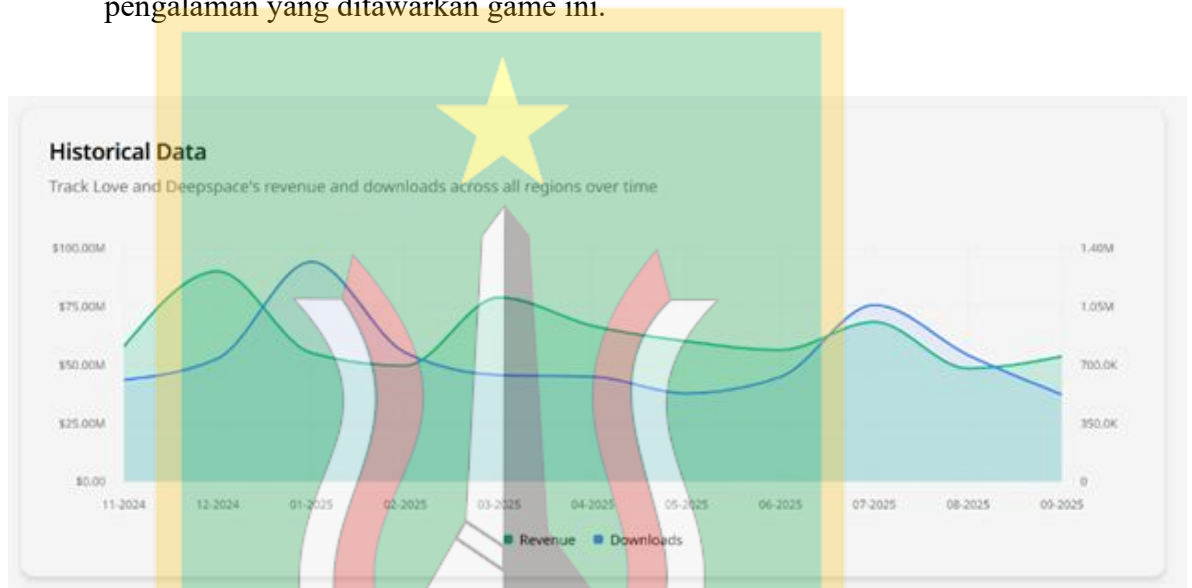 pengalaman yang ditawarkan game ini.
Historical Data
Track Love and Deepspace's revenue and downloads across all regions over time
$100.00M
1.40M
$75.00M
1.05M
$50.00M
700.0K
$25.00M
350.0K
$0.00
0
11-2024 12-2024 01-2025 02-2025 03-2025 04-2025 05-2025 06-2025 07-2025 08-2025 09-2025
Revenue Downloads